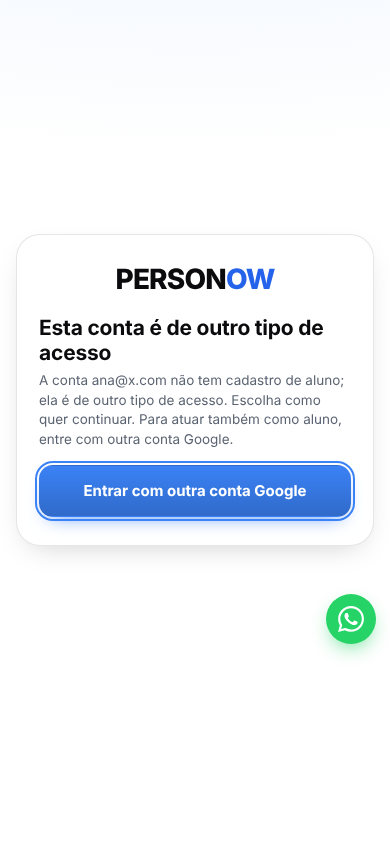 PERSONOW
Esta conta é de outro tipo de
acesso
A conta ana@x.com não tem cadastro de aluno;
ela é de outro tipo de acesso. Escolha como
quer continuar. Para atuar também como aluno,
entre com outra conta Google.
Entrar com outra conta Google